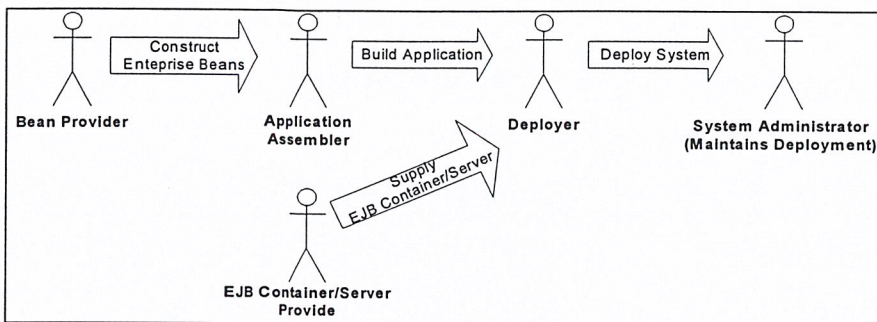 Construct
Enteprise Beans
Build Application
Deploy System
Bean Provider
Application
Assembler
Deployer
System Administrator
(Maintains Deployment)
Supply
EJB Container/Server
EJB Container/Server
Provide